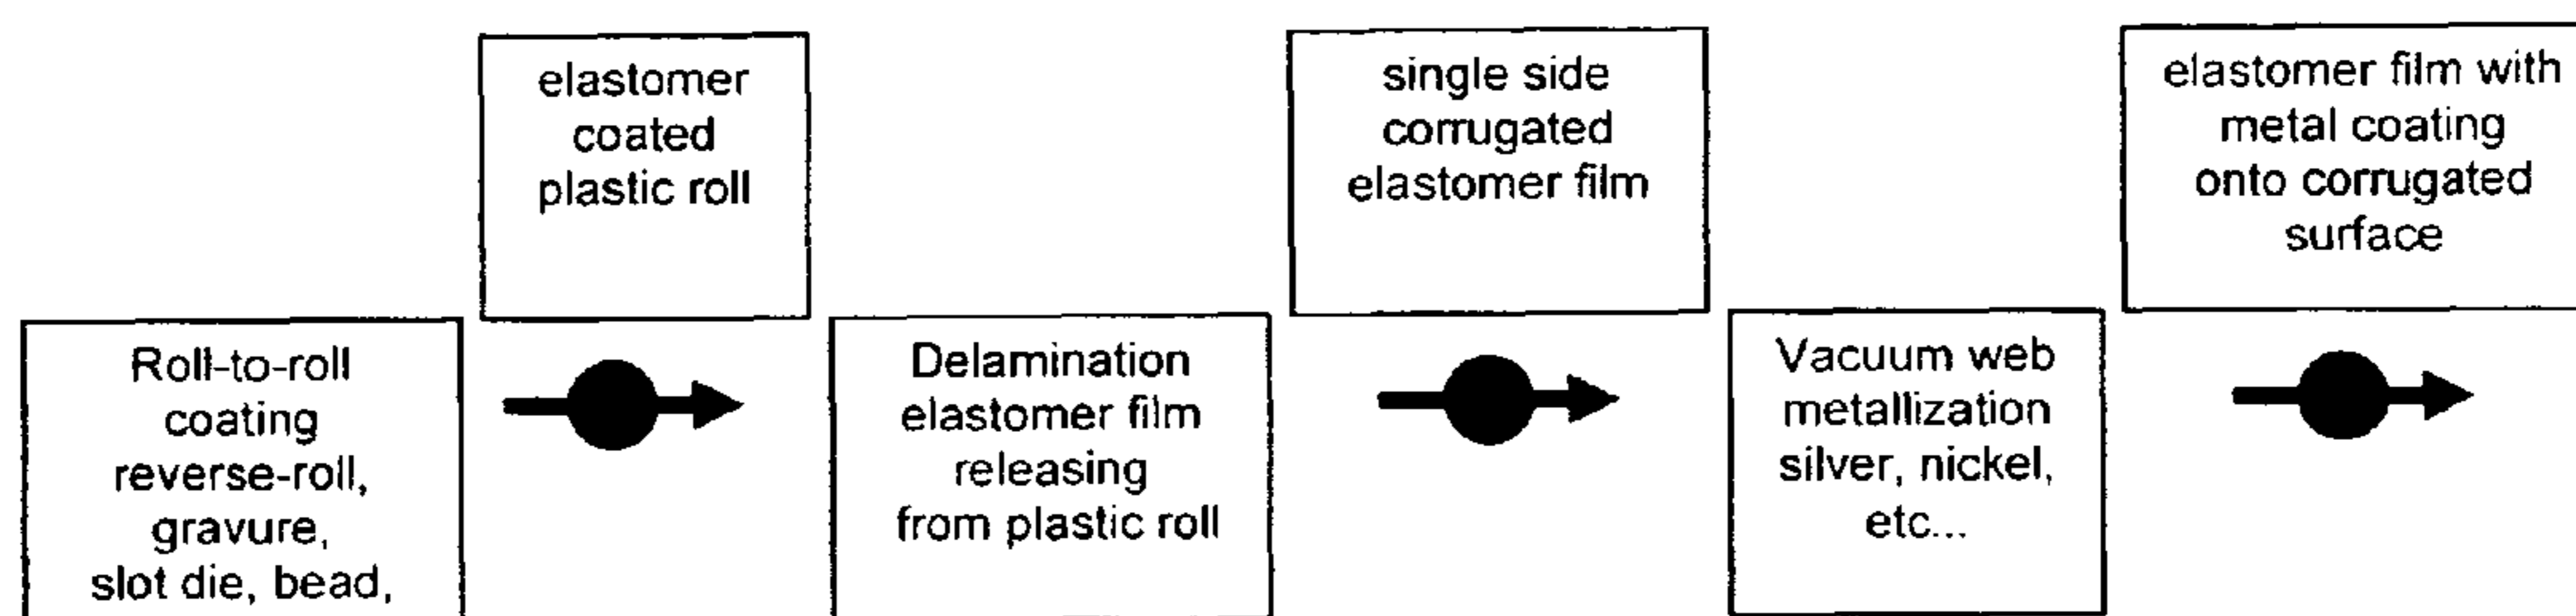 elastomer
coated
plastic roll
single side
corrugated
elastomer film
elastomer film with
metal coating
onto corrugated
surface
Roll-to-roll
coating
reverse-roll,
gravure,
slot die, bead,
Delamination
elastomer film
releasing
from plastic roll
Vacuum web
metallization
silver, nickel,
etc...